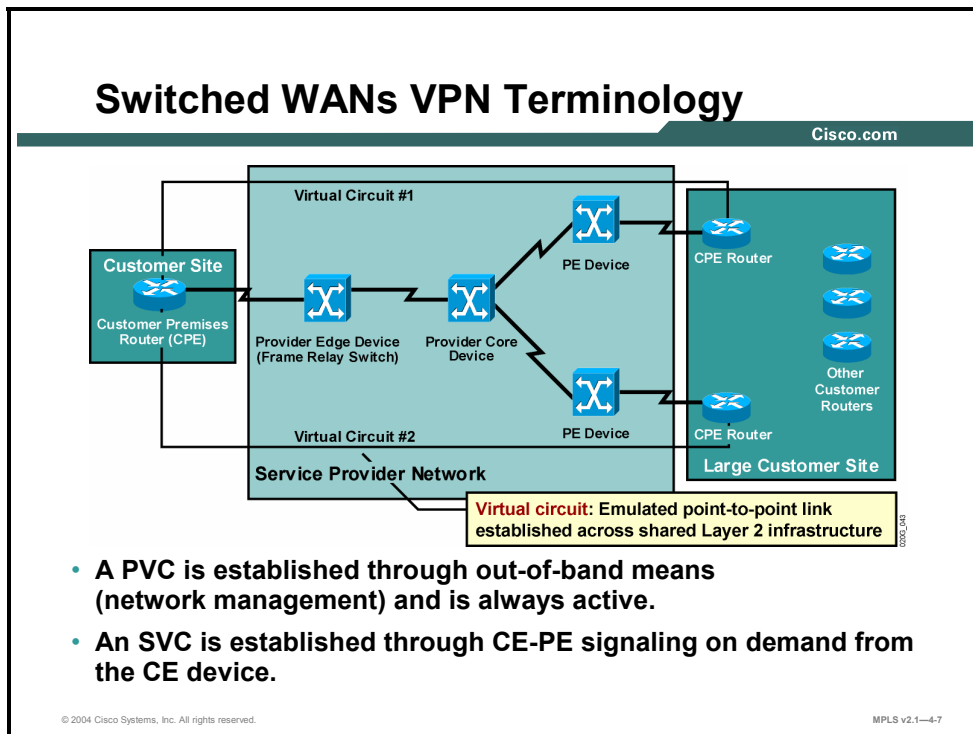 Switched WANs VPN Terminology
Cisco.com
Virtual Circuit #1
PE Device
CPE Router
Customer Site
Customer Premises
Router (CPE)
Provider Edge Device
(Frame Relay Switch)
Provider Core
Device
Other
Customer
Routers
PE Device
CPE Router
Virtual Circuit #2
Service Provider Network
Large Customer Site
Virtual circuit: Emulated point-to-point link
established across shared Layer 2 infrastructure
020G_043
• A PVC is established through out-of-band means
(network management) and is always active.
• An SVC is established through CE-PE signaling on demand from
the CE device.
© 2004 Cisco Systems, Inc. All rights reserved.
MPLS v2.1—4-7